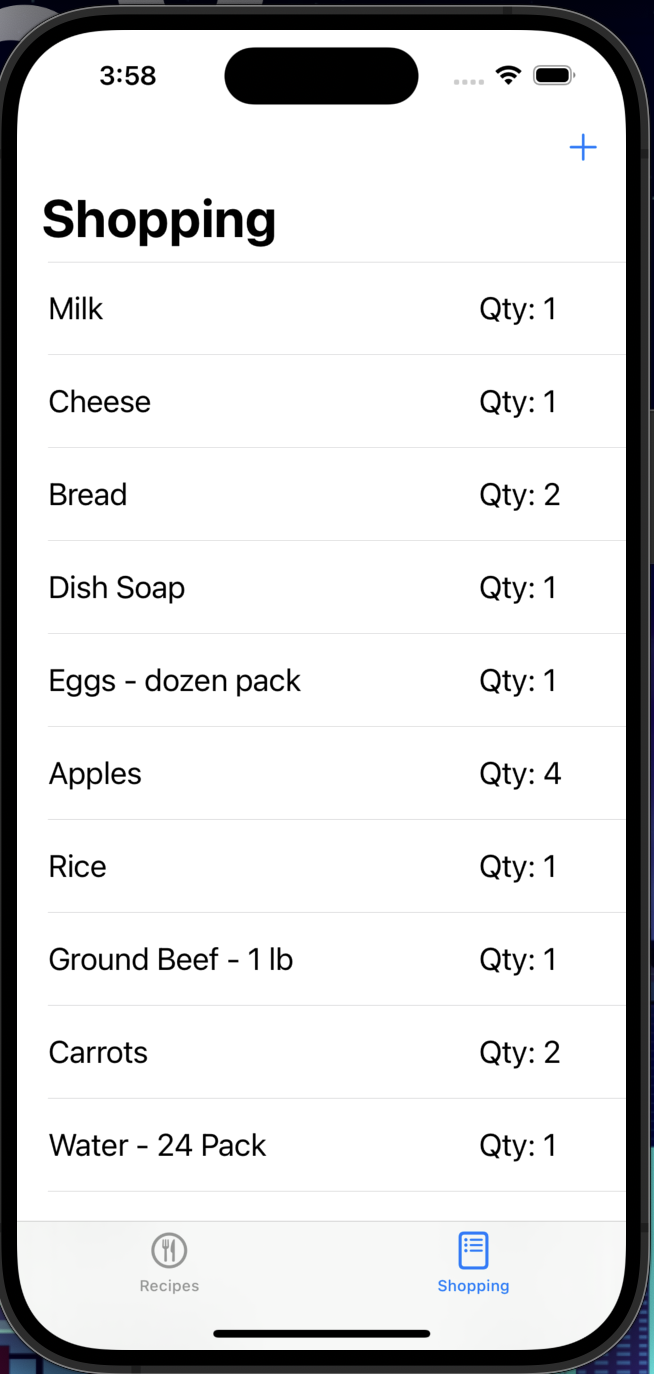 3:58
Shopping
Milk Qty: 1
Cheese Qty: 1
Bread Qty: 2
Dish Soap Qty: 1
Eggs - dozen pack Qty: 1
Apples Qty: 4
Rice Qty: 1
Ground Beef - 1 lb Qty: 1
Carrots Qty: 2
Water - 24 Pack Qty: 1
Recipes Shopping